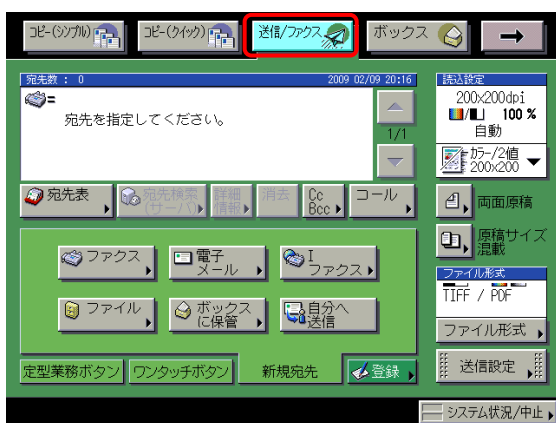 コピー(シンプル)
コピー(クイック)
送信/ファクス
ボックス
宛先数 : 0
2009 02/09 20:16
宛先を指定してください。
1/1
宛先表
宛先検索
(サーバ)
詳細
情報
消去
Cc
Bcc
コール
ファクス
電子
メール
I
ファクス
ファイル
ボックス
に保管
自分へ
送信
定型業務ボタン
ワンタッチボタン
新規宛先
登録
読込設定
200×200dpi
/ 100 %
自動
カラー/2値
200×200
両面原稿
原稿サイズ
混載
ファイル形式
TIFF / PDF
ファイル形式
送信設定
システム状況/中止